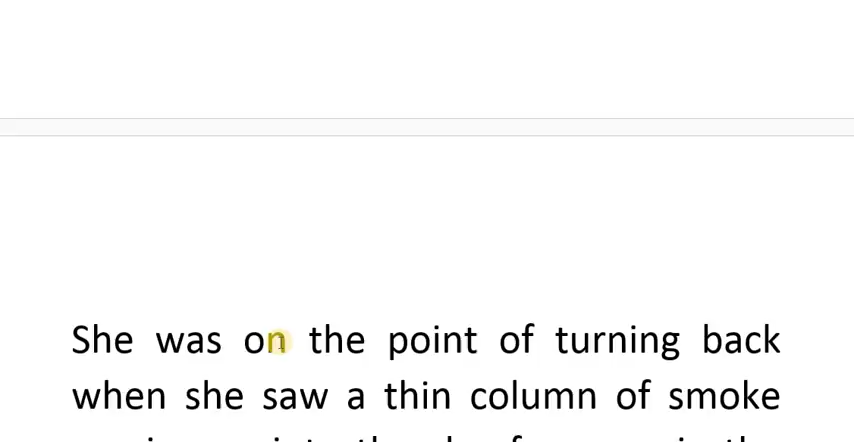 She was on the point of turning back
when she saw a thin column of smoke